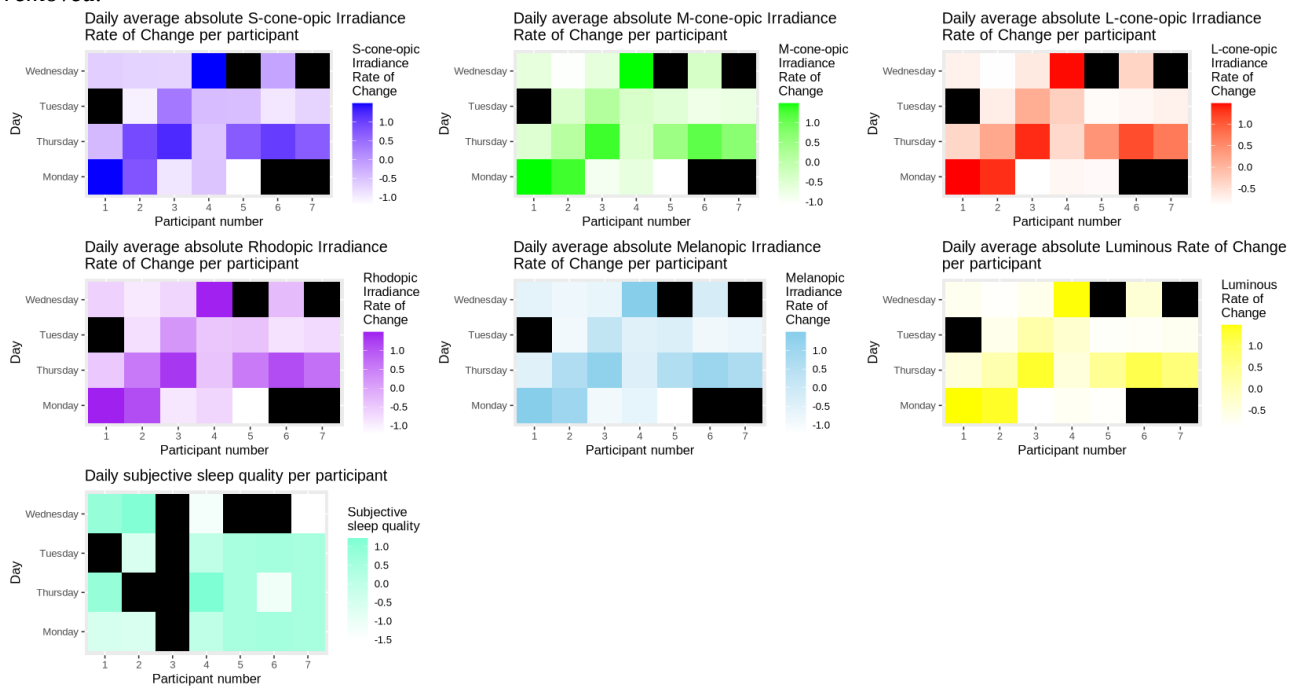 Daily average absolute S-cone-opic Irradiance
Rate of Change per participant
S-cone-opic
Irradiance
Rate of
Change
1.0
0.5
0.0
-0.5
-1.0
Day
Wednesday
Tuesday
Thursday
Monday
1 2 3 4 5 6 7
Participant number
Daily average absolute M-cone-opic Irradiance
Rate of Change per participant
M-cone-opic
Irradiance
Rate of
Change
1.0
0.5
0.0
-0.5
-1.0
Day
Wednesday
Tuesday
Thursday
Monday
1 2 3 4 5 6 7
Participant number
Daily average absolute L-cone-opic Irradiance
Rate of Change per participant
L-cone-opic
Irradiance
Rate of
Change
1.0
0.5
0.0
-0.5
Day
Wednesday
Tuesday
Thursday
Monday
1 2 3 4 5 6 7
Participant number
Daily average absolute Rhodopic Irradiance
Rate of Change per participant
Rhodopic
Irradiance
Rate of
Change
1.0
0.5
0.0
-0.5
-1.0
Day
Wednesday
Tuesday
Thursday
Monday
1 2 3 4 5 6 7
Participant number
Daily average absolute Melanopic Irradiance
Rate of Change per participant
Melanopic
Irradiance
Rate of
Change
1.0
0.5
0.0
-0.5
-1.0
Day
Wednesday
Tuesday
Thursday
Monday
1 2 3 4 5 6 7
Participant number
Daily average absolute Luminous Rate of Change
per participant
Luminous
Rate of
Change
1.0
0.5
0.0
-0.5
Day
Wednesday
Tuesday
Thursday
Monday
1 2 3 4 5 6 7
Participant number
Daily subjective sleep quality per participant
Subjective
sleep quality
1.0
0.5
0.0
-0.5
-1.0
-1.5
Day
Wednesday
Tuesday
Thursday
Monday
1 2 3 4 5 6 7
Participant number